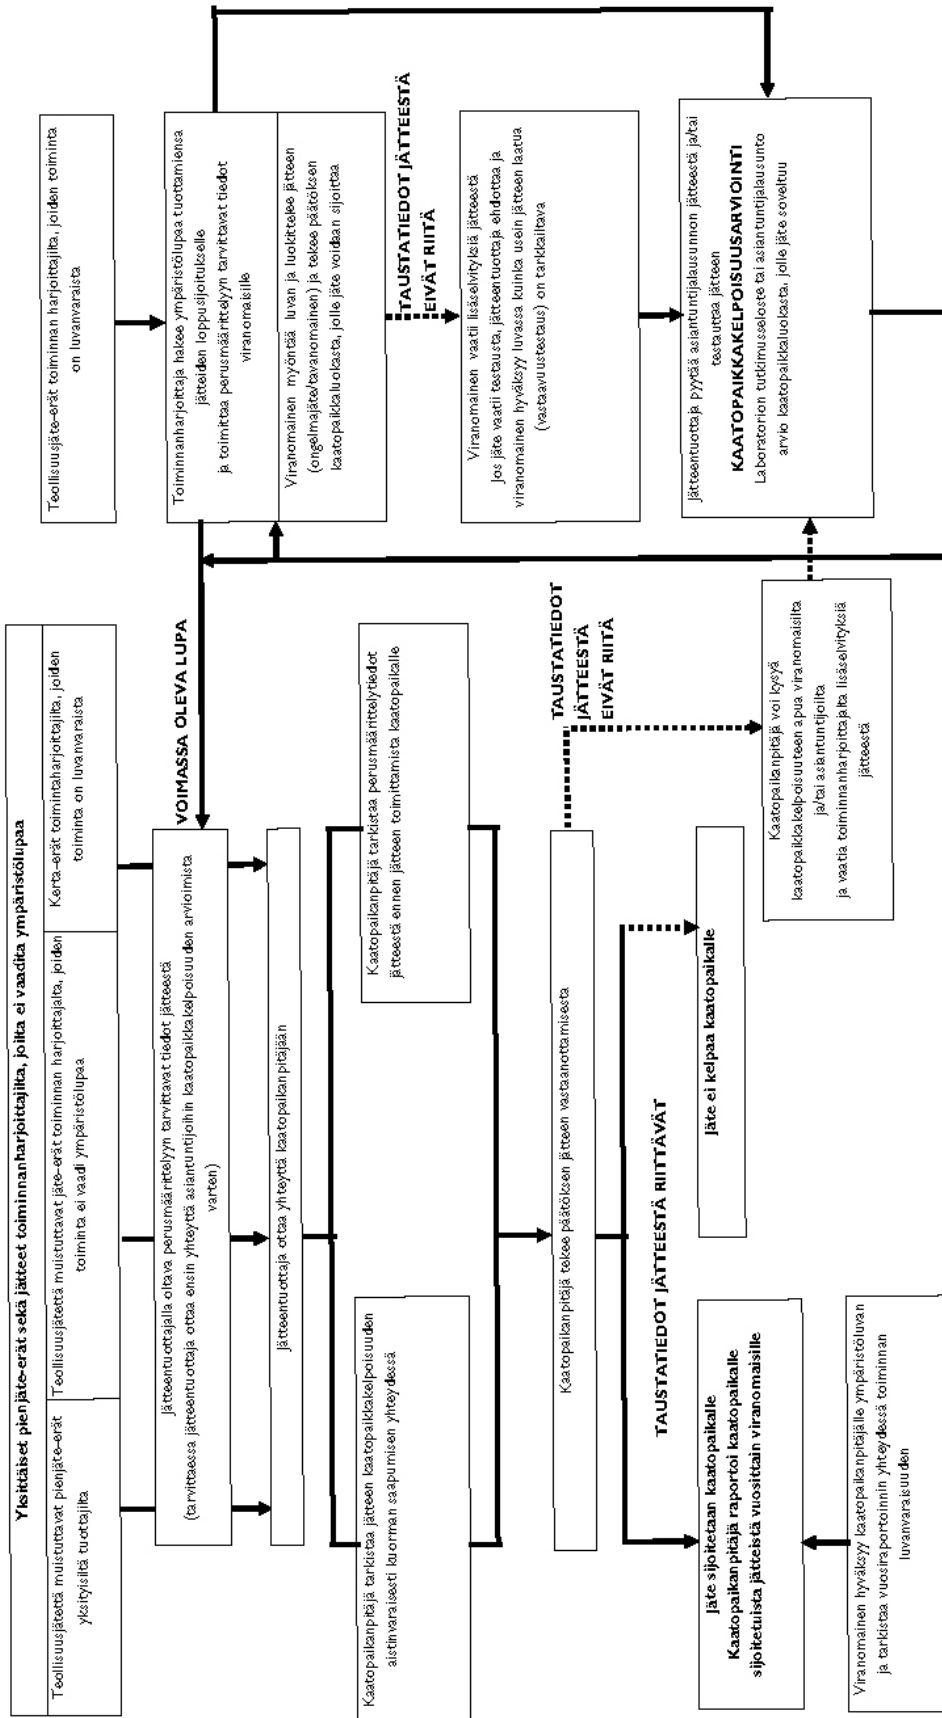 Yksittäiset pienjäte-erät sekä jätteet toiminnanharjoittajilta, joilta ei vaadita ympäristölupaa
Teollisuusjätettä muistuttavat pienjäte-erät
yksityisiltä tuottajilta
Teollisuusjätettä muistuttavat jäte-erät toiminnan harjoittajalta, joiden
toiminta ei vaadi ympäristölupaa
Kerta-erät toimintaharjoittajilta, joiden
toiminta on luvanvaraista
Teollisuusjäte-erät toiminnan harjoittajilta, joiden toiminta
on luvanvaraista
Jätteentuottajalla oltava perusmäärittelyyn tarvittavat tiedot jätteestä
(tarvittaessa jätteentuottaja ottaa ensin yhteyttä asiantuntijoihin kaatopaikkakelpoisuuden arvioimista
varten)
VOIMASSA OLEVA LUPA
Toiminnanharjoittaja hakee ympäristölupaa tuottamiensa
jätteiden loppusijoitukselle
ja toimittaa perusmäärittelyyn tarvittavat tiedot
viranomaisille
Viranomainen myöntää luvan ja luokittelee jätteen
(ongelmajäte/tavanomainen) ja tekee päätöksen
kaatopaikkaluokasta, jolle jäte voidaan sijoittaa
Jätteentuottaja ottaa yhteyttä kaatopaikanpitäjään
Kaatopaikanpitäjä tarkistaa jätteen kaatopaikkakelpoisuuden
aistinvaraisesti kuorman saapumisen yhteydessä
Kaatopaikanpitäjä tarkistaa perusmäärittelytiedot
jätteestä ennen jätteen toimittamista kaatopaikalle
TAUSTATIEDOT JÄTTEESTÄ
EIVÄT RIITÄ
Viranomainen vaatii lisäselvityksiä jätteestä
Jos jäte vaatii testausta, jätteentuottaja ehdottaa ja
viranomainen hyväksyy luvassa kuinka usein jätteen laatua
(vastaavuustestaus) on tarkkailtava
Kaatopaikanpitäjä tekee päätöksen jätteen vastaanottamisesta
TAUSTATIEDOT
JÄTTEESTÄ
EIVÄT RIITÄ
TAUSTATIEDOT JÄTTEESTÄ RIITTÄVÄT
Jätteentuottaja pyytää asiantuntijalausunnon jätteestä ja/tai
testauttaa jätteen
KAATOPAIKKAKELPOISUUSARVIOINTI
Laboratorion tutkimusseloste tai asiantuntijalausunto
arvio kaatopaikkaluokasta, jolle jäte soveltuu
Jäte sijoitetaan kaatopaikalle
Kaatopaikanpitäjä raportoi kaatopaikalle
sijoitetuista jätteistä vuosittain viranomaisille
Jäte ei kelpaa kaatopaikalle
Kaatopaikanpitäjä voi kysyä
kaatopaikkakelpoisuuteen apua viranomaisilta
ja/tai asiantuntijoilta
ja vaatia toiminnanharjoittajalta lisäselvityksiä
jätteestä
Viranomainen hyväksyy kaatopaikanpitäjälle ympäristöluvan
ja tarkistaa vuosiraportoinnin yhteydessä toiminnan
luvanvaraisuuden